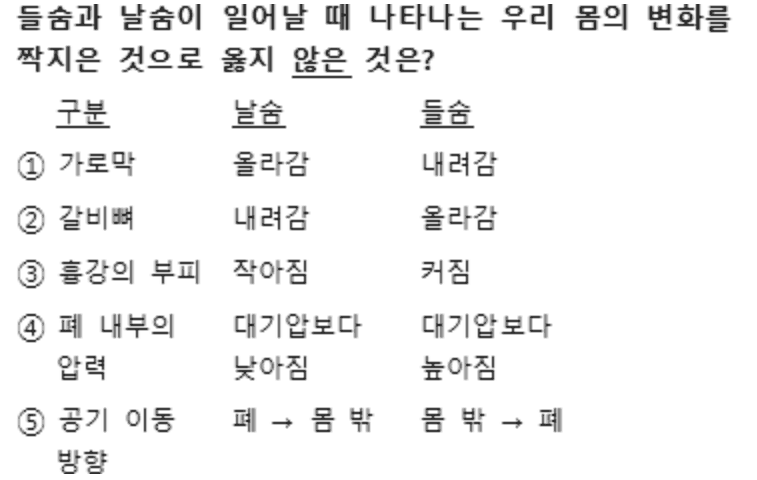 들숨과 날숨이 일어날 때 나타나는 우리 몸의 변화를
짝지은 것으로 옳지 않은 것은?
구분 날숨 들숨
① 가로막 올라감 내려감
② 갈비뼈 내려감 올라감
③ 흉강의 부피 작아짐 커짐
④ 폐 내부의 대기압보다 대기압보다
압력 낮아짐 높아짐
⑤ 공기 이동 폐 → 몸 밖 몸 밖 → 폐
방향